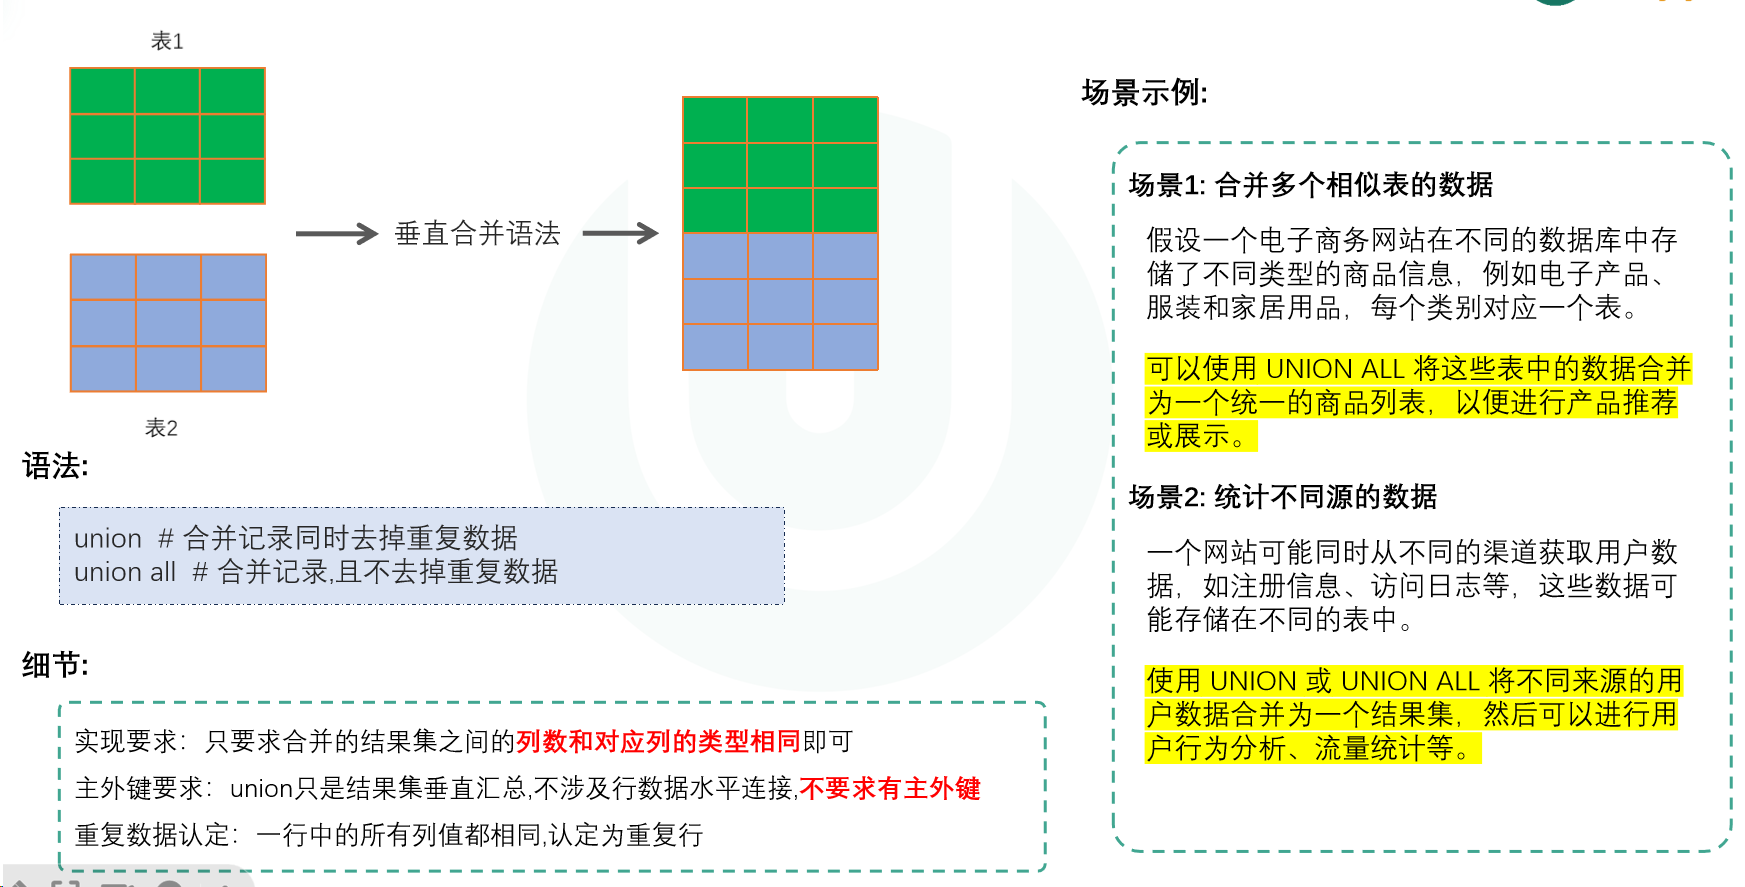 表1
垂直合并语法
表2
语法:
union # 合并记录同时去掉重复数据
union all # 合并记录,且不去掉重复数据
细节:
实现要求：只要求合并的结果集之间的列数和对应列的类型相同即可
主外键要求：union只是结果集垂直汇总,不涉及行数据水平连接,不要求有主外键
重复数据认定：一行中的所有列值都相同,认定为重复行
场景示例:
场景1: 合并多个相似表的数据
假设一个电子商务网站在不同的数据库中存
储了不同类型的商品信息，例如电子产品、
服装和家居用品，每个类别对应一个表。
可以使用 UNION ALL 将这些表中的数据合并
为一个统一的商品列表，以便进行产品推荐
或展示。
场景2: 统计不同源的数据
一个网站可能同时从不同的渠道获取用户数
据，如注册信息、访问日志等，这些数据可
能存储在不同的表中。
使用 UNION 或 UNION ALL 将不同来源的用
户数据合并为一个结果集，然后可以进行用
户行为分析、流量统计等。